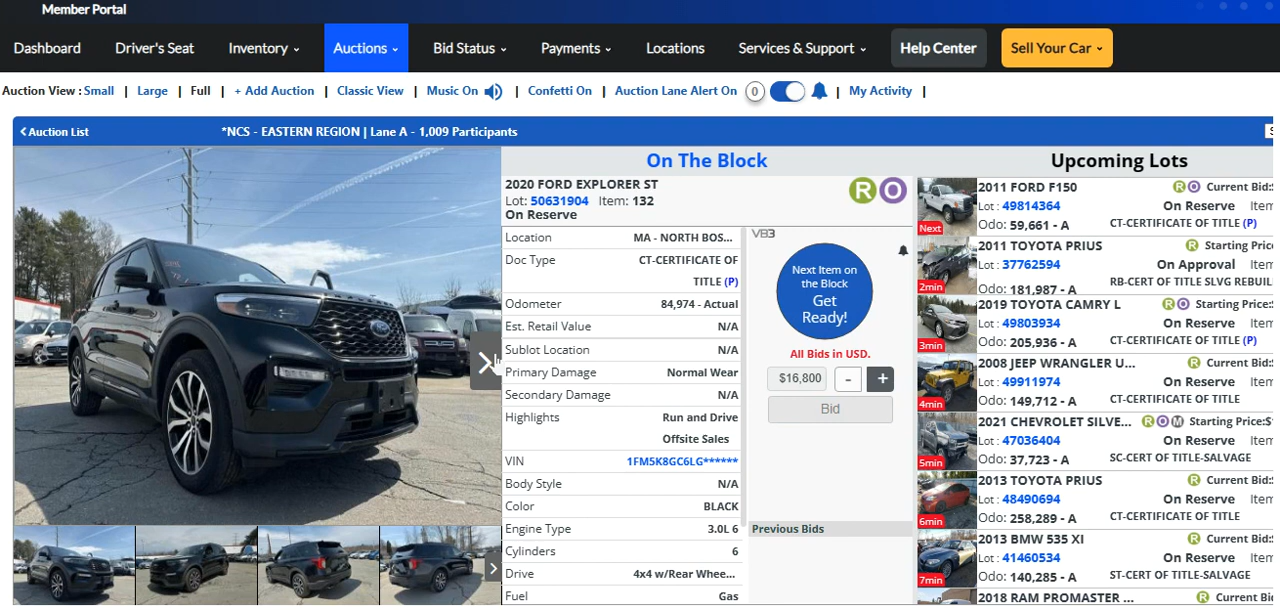 Member Portal
Dashboard Driver's Seat Inventory Auctions Bid Status Payments Locations Services & Support Help Center Sell Your Car
Auction View : Small | Large | Full | + Add Auction | Classic View | Music On | Confetti On | Auction Lane Alert On 0 | My Activity |
Auction List *NCS - EASTERN REGION | Lane A - 1,009 Participants
On The Block
2020 FORD EXPLORER ST R O
Lot: 50631904 Item: 132
On Reserve
Location MA - NORTH BOS...
Doc Type CT-CERTIFICATE OF
TITLE (P)
Odometer 84,974 - Actual
Est. Retail Value N/A
Sublot Location N/A
Primary Damage Normal Wear
Secondary Damage N/A
Highlights Run and Drive
Offsite Sales
VIN 1FM5K8GC6LG******
Body Style N/A
Color BLACK
Engine Type 3.0L 6
Cylinders 6
Drive 4x4 w/Rear Whee...
Fuel Gas
VB3
Next Item on
the Block
Get
Ready!
All Bids in USD.
$16,800 - +
Bid
Previous Bids
Upcoming Lots
2011 FORD F150 R O Current Bid:
Lot : 49814364 On Reserve Item
Next Odo: 59,661 - A CT-CERTIFICATE OF TITLE (P)
2011 TOYOTA PRIUS R Starting Price
Lot : 37762594 On Approval Item
2min Odo: 181,987 - A RB-CERT OF TITLE SLVG REBUIL
2019 TOYOTA CAMRY L R O Starting Price:
Lot : 49803934 On Reserve Item
3min Odo: 205,936 - A CT-CERTIFICATE OF TITLE (P)
2008 JEEP WRANGLER U... R Current Bid:
Lot : 49911974 On Reserve Item
4min Odo: 149,712 - A CT-CERTIFICATE OF TITLE
2021 CHEVROLET SILVE... R O M Starting Price:
Lot : 47036404 On Reserve Item
5min Odo: 37,723 - A SC-CERT OF TITLE-SALVAGE
2013 TOYOTA PRIUS R Current Bid:
Lot : 48490694 On Reserve Item
6min Odo: 258,289 - A CT-CERTIFICATE OF TITLE
2013 BMW 535 XI R Current Bid:
Lot : 41460534 On Reserve Item
7min Odo: 140,285 - A ST-CERT OF TITLE-SALVAGE
2018 RAM PROMASTER ... R Current Bid